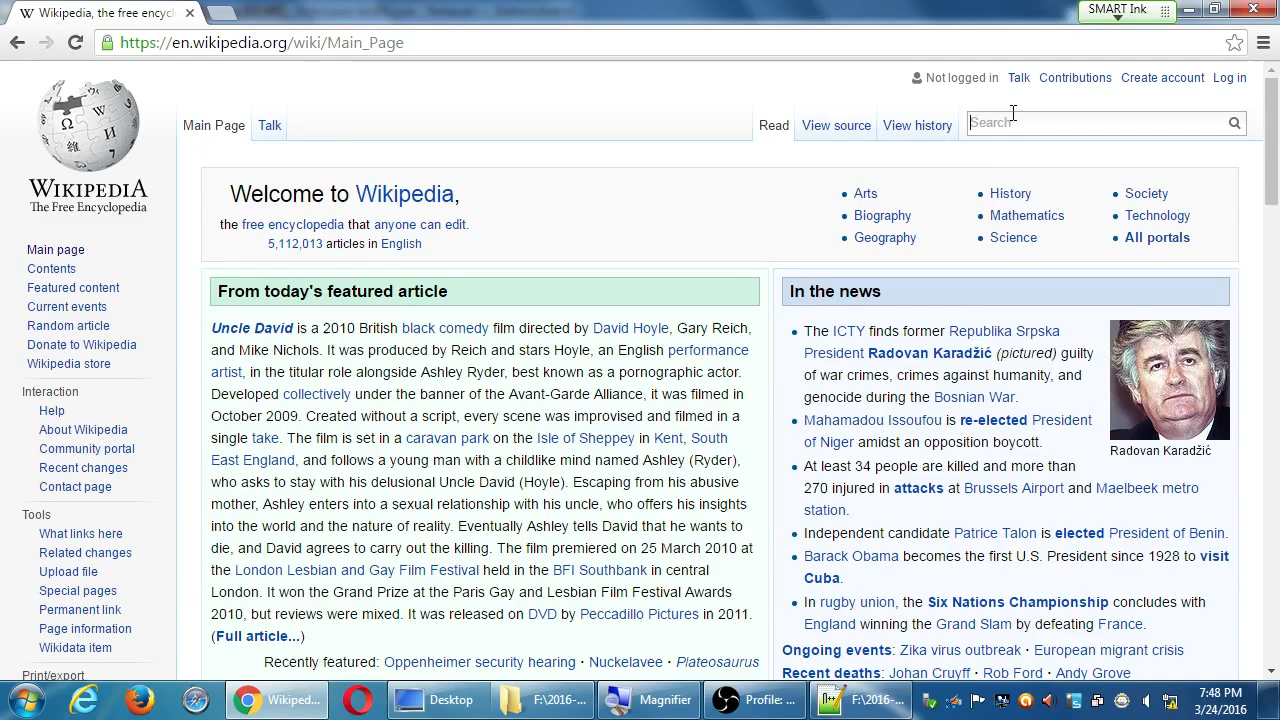 Wikipedia, the free encyc
SMART Ink
https://en.wikipedia.org/wiki/Main_Page
Not logged in Talk Contributions Create account Log in
Main Page Talk Read View source View history Search
WIKIPEDIA
The Free Encyclopedia
Main page
Contents
Featured content
Current events
Random article
Donate to Wikipedia
Wikipedia store
Interaction
Help
About Wikipedia
Community portal
Recent changes
Contact page
Tools
What links here
Related changes
Upload file
Special pages
Permanent link
Page information
Wikidata item
Print/export
Welcome to Wikipedia,
the free encyclopedia that anyone can edit.
5,112,013 articles in English
Arts
Biography
Geography
History
Mathematics
Science
Society
Technology
All portals
From today's featured article
Uncle David is a 2010 British black comedy film directed by David Hoyle, Gary Reich,
and Mike Nichols. It was produced by Reich and stars Hoyle, an English performance
artist, in the titular role alongside Ashley Ryder, best known as a pornographic actor.
Developed collectively under the banner of the Avant-Garde Alliance, it was filmed in
October 2009. Created without a script, every scene was improvised and filmed in a
single take. The film is set in a caravan park on the Isle of Sheppey in Kent, South
East England, and follows a young man with a childlike mind named Ashley (Ryder),
who asks to stay with his delusional Uncle David (Hoyle). Escaping from his abusive
mother, Ashley enters into a sexual relationship with his uncle, who offers his insights
into the world and the nature of reality. Eventually Ashley tells David that he wants to
die, and David agrees to carry out the killing. The film premiered on 25 March 2010 at
the London Lesbian and Gay Film Festival held in the BFI Southbank in central
London. It won the Grand Prize at the Paris Gay and Lesbian Film Festival Awards
2010, but reviews were mixed. It was released on DVD by Peccadillo Pictures in 2011.
(Full article...)
Recently featured: Oppenheimer security hearing · Nuckelavee · Plateosaurus
In the news
The ICTY finds former Republika Srpska
President Radovan Karadžić (pictured) guilty
of war crimes, crimes against humanity, and
genocide during the Bosnian War.
Mahamadou Issoufou is re-elected President
of Niger amidst an opposition boycott.
Radovan Karadžić
At least 34 people are killed and more than
270 injured in attacks at Brussels Airport and Maelbeek metro
station.
Independent candidate Patrice Talon is elected President of Benin.
Barack Obama becomes the first U.S. President since 1928 to visit
Cuba.
In rugby union, the Six Nations Championship concludes with
England winning the Grand Slam by defeating France.
Ongoing events: Zika virus outbreak · European migrant crisis
Recent deaths: Johan Cruyff · Rob Ford · Andy Grove
Wikiped... Desktop F:\2016-... Magnifier Profile: ... F:\2016-... 7:48 PM
3/24/2016